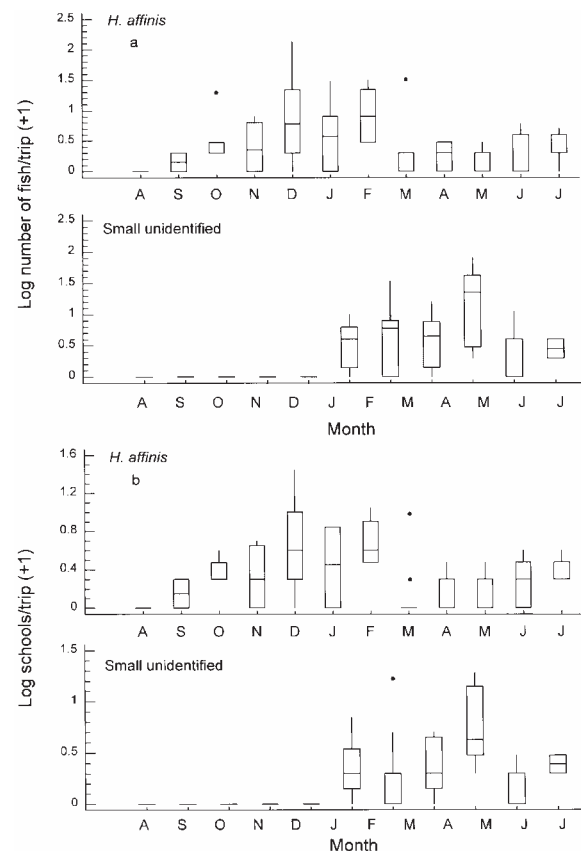 H. affinis
a
Log number of fish/trip (+1)
2.5
2
1.5
1
0.5
0
A S O N D J F M A M J J
Small unidentified
2.5
2
1.5
1
0.5
0
A S O N D J F M A M J J
Month
H. affinis
b
Log schools/trip (+1)
1.6
1.2
0.8
0.4
0
A S O N D J F M A M J J
Small unidentified
1.5
1
0.5
0
A S O N D J F M A M J J
Month